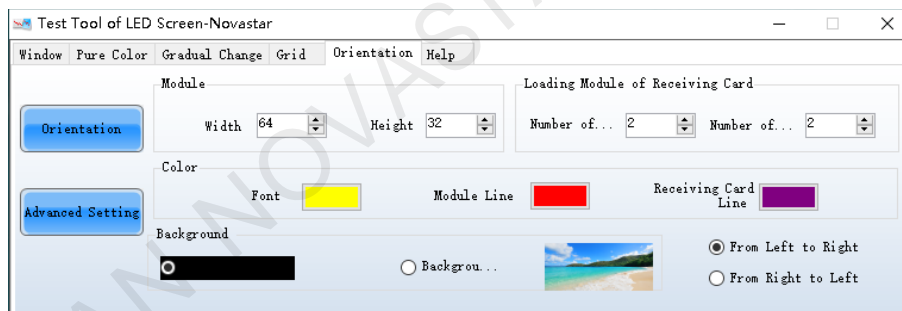 Test Tool of LED Screen-Novastar
Window Pure Color Gradual Change Grid Orientation Help
Module
Loading Module of Receiving Card
Orientation
Width 64 Height 32
Number of... 2 Number of... 2
Color
Font
Module Line
Receiving Card
Line
Advanced Setting
Background
Backgrou...
From Left to Right
From Right to Left
AN NOVASTA